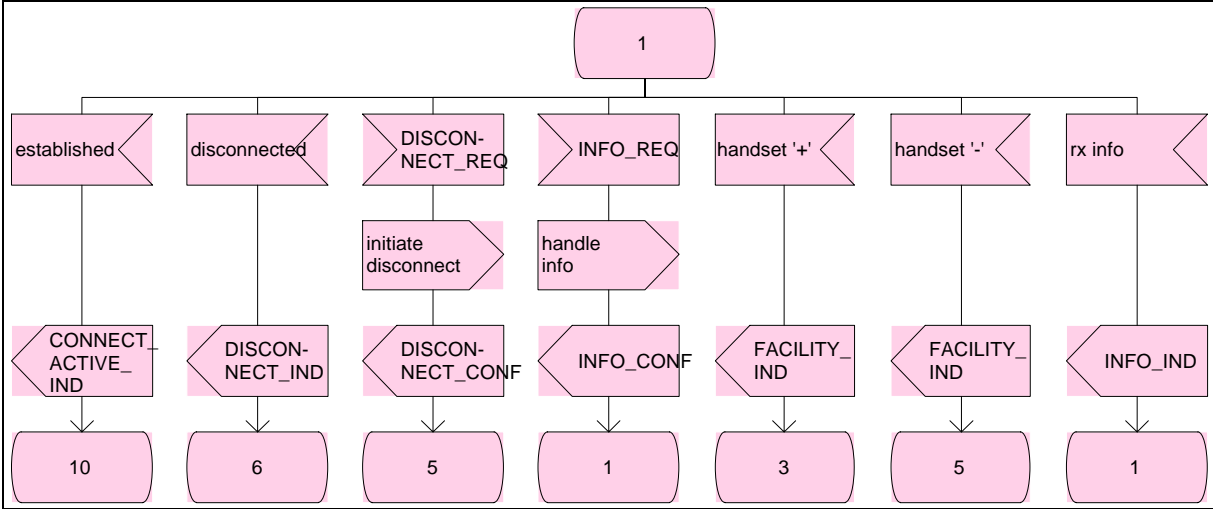 1
established
disconnected
DISCON-
NECT_REQ
INFO_REQ
handset '+'
handset '-'
rx info
initiate
disconnect
handle
info
CONNECT_
ACTIVE_
IND
DISCON-
NECT_IND
DISCON-
NECT_CONF
INFO_CONF
FACILITY_
IND
FACILITY_
IND
INFO_IND
10
6
5
1
3
5
1